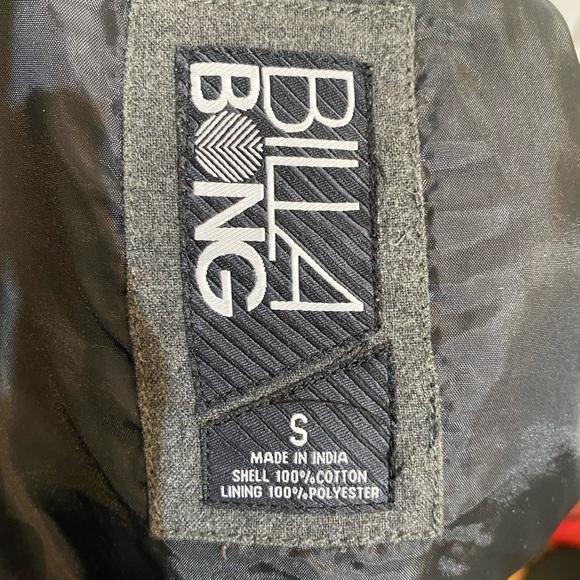 BILLA
BONG
S
MADE IN INDIA
SHELL 100%COTTON
LINING 100%POLYESTER